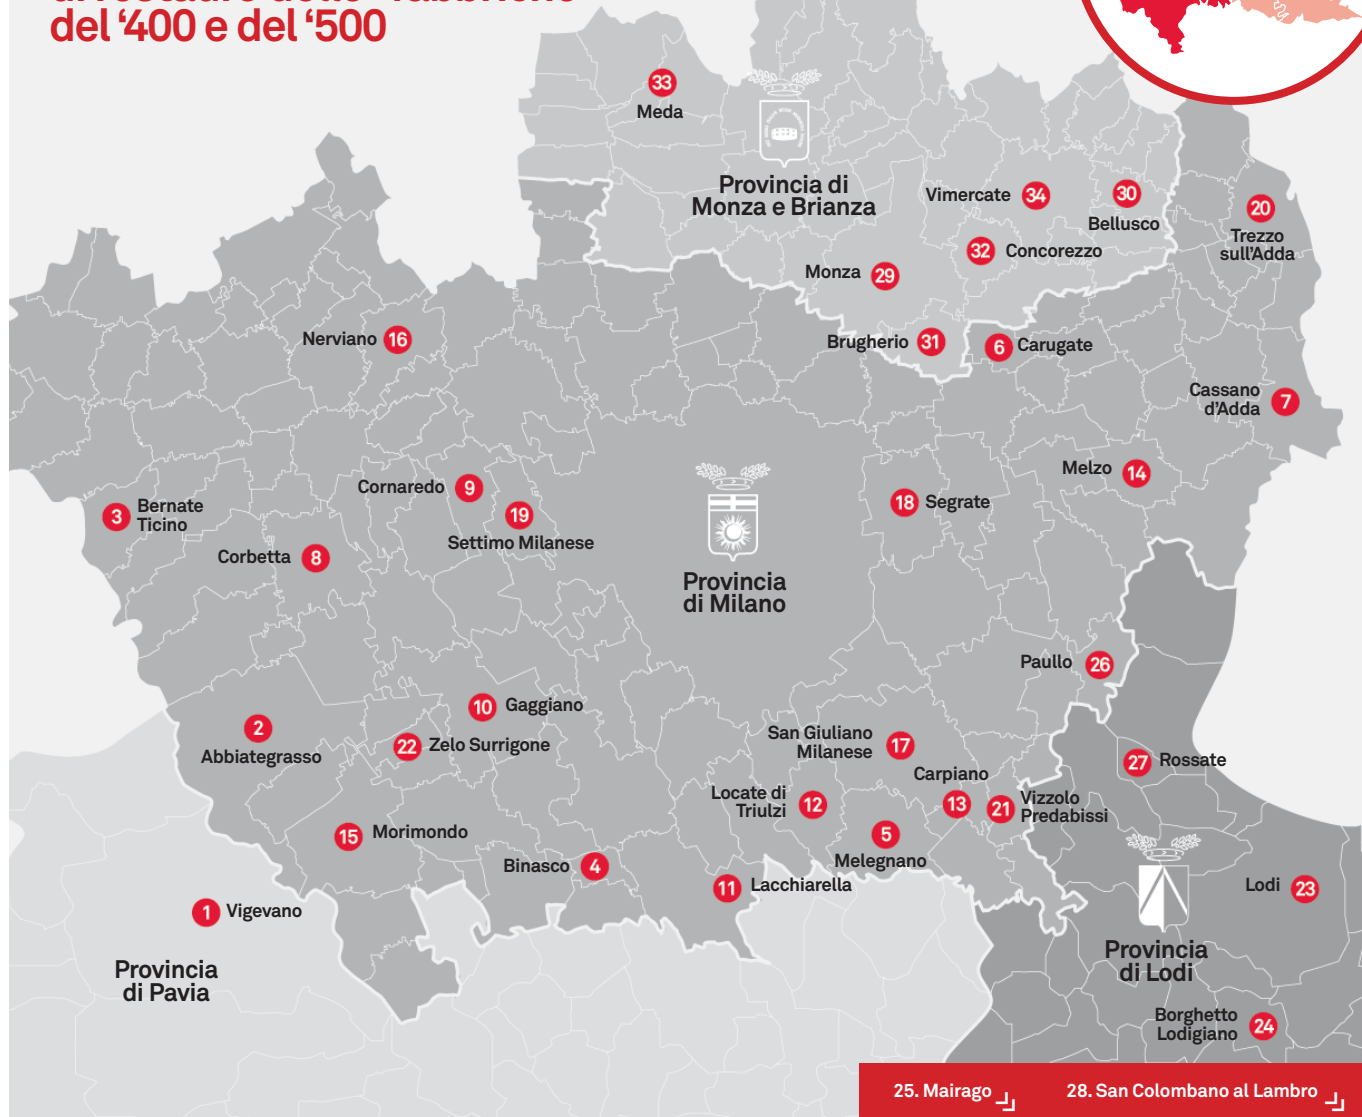 del ‘400 e del ‘500
33
Meda
Provincia di
Monza e Brianza
Vimercate 34
30
Bellusco
20
Trezzo
sull'Adda
32 Concorezzo
Monza 29
Nerviano 16
Brugherio 31
6 Carugate
Cassano
d'Adda
7
Melzo 14
Cornaredo 9
3 Bernate
Ticino
19
Settimo Milanese
18 Segrate
Corbetta 8
Provincia
di Milano
Paullo 26
10 Gaggiano
2
Abbiategrasso
22 Zelo Surrigone
San Giuliano
Milanese
17
27 Rossate
Carpiano
13
Locate di
Triulzi
12
21 Vizzolo
Predabissi
15 Morimondo
5
Melegnano
Binasco 4
11 Lacchiarella
Lodi 23
1 Vigevano
Provincia
di Pavia
Provincia
di Lodi
Borghetto
Lodigiano
24
25. Mairago
28. San Colombano al Lambro